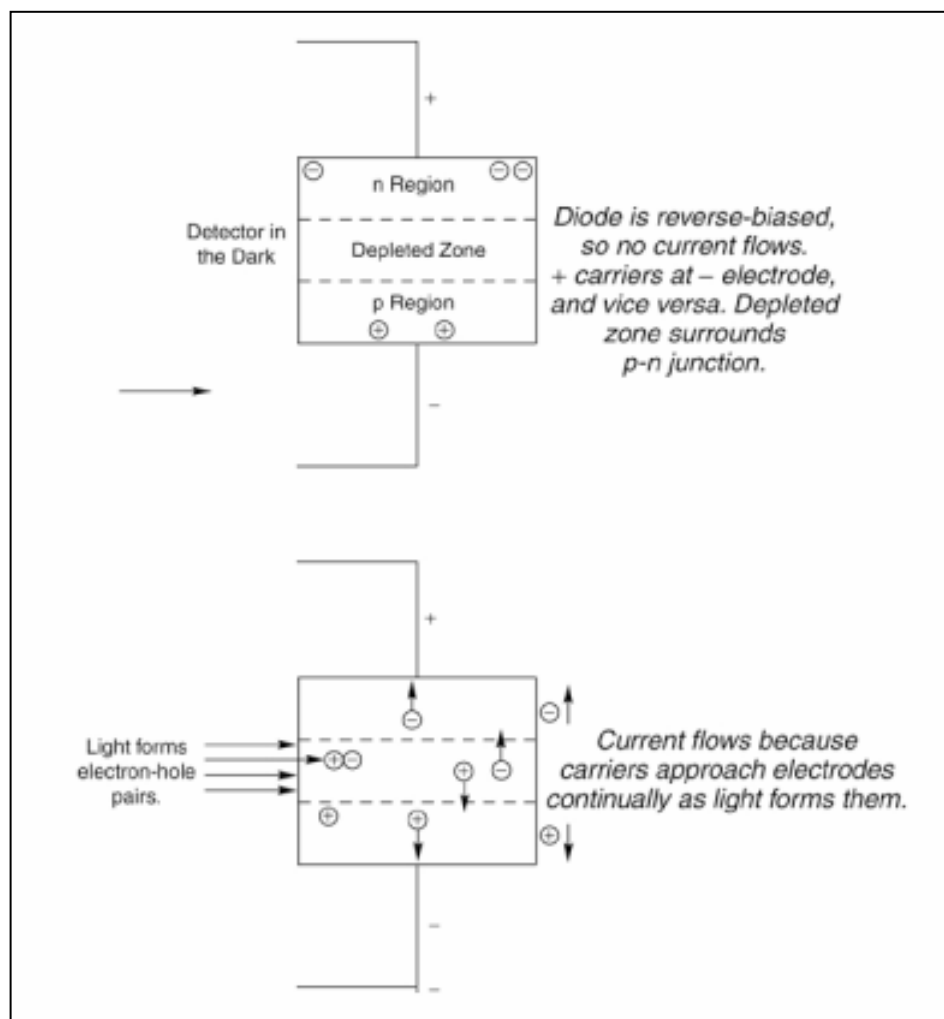 +
− − −
n Region
Detector in
the Dark
Depleted Zone
p Region
+ +
Diode is reverse-biased,
so no current flows.
+ carriers at – electrode,
and vice versa. Depleted
zone surrounds
p-n junction.
−
+
−
−
Light forms
electron-hole
pairs.
+ −
+
−
+
+
Current flows because
carriers approach electrodes
continually as light forms them.
+
−
−